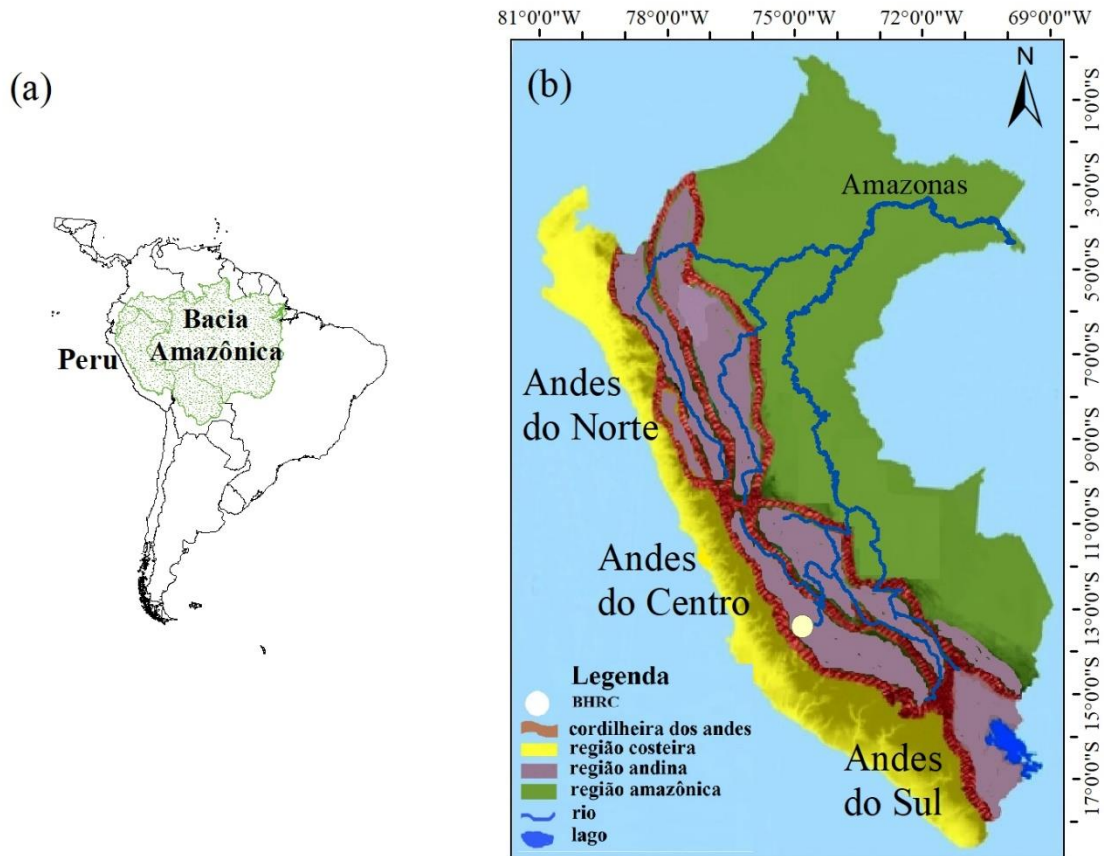 (a)
Peru
Bacia
Amazônica
81°0'0"W 78°0'0"W 75°0'0"W 72°0'0"W 69°0'0"W
(b)
N
Amazonas
Andes
do Norte
Andes
do Centro
Andes
do Sul
Legenda
BHRC
cordilheira dos andes
região costeira
região andina
região amazônica
rio
lago
1°0'0"S
3°0'0"S
5°0'0"S
7°0'0"S
9°0'0"S
11°0'0"S
13°0'0"S
15°0'0"S
17°0'0"S